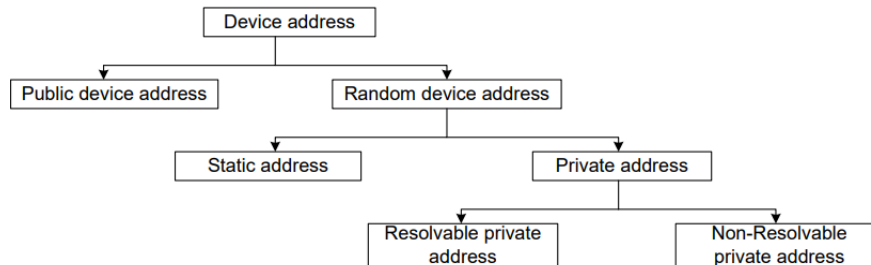 Device address
Public device address
Random device address
Static address
Private address
Resolvable private
address
Non-Resolvable
private address